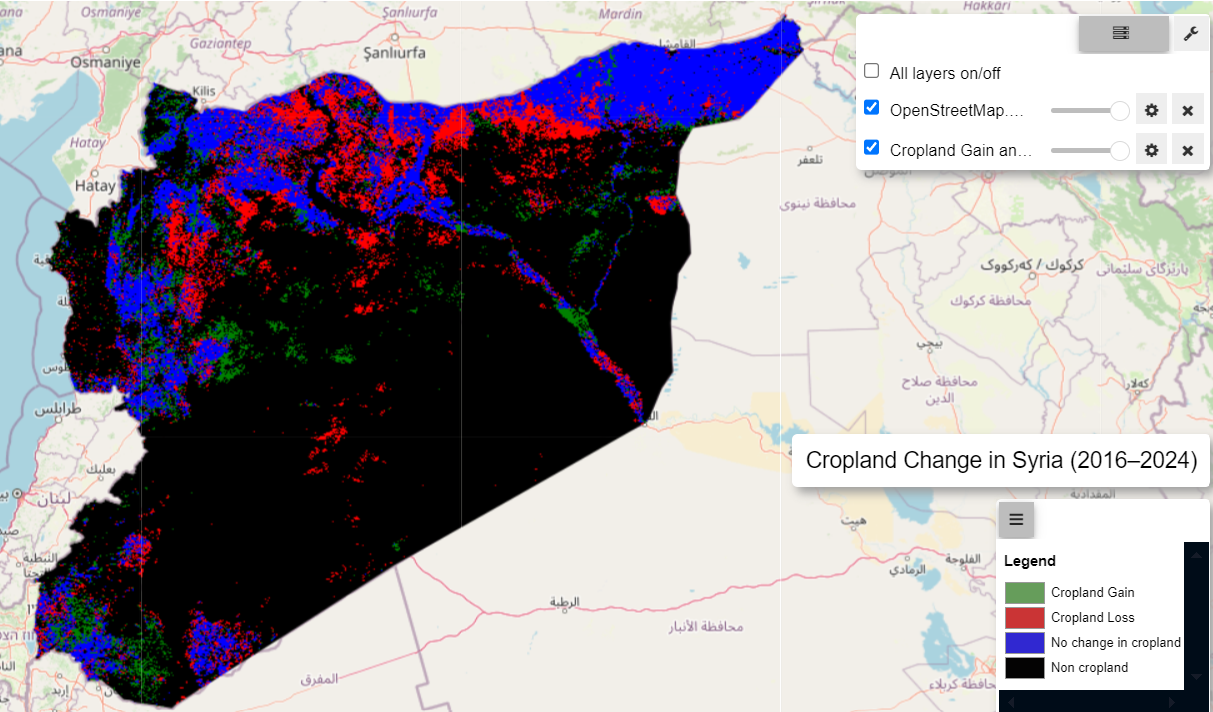 Osmaniye
Gaziantep
Şanlıurfa
Şanlıurfa
Mardin
Hakkâri
Osmaniye
Kilis
Hatay
Hatay
القامشلي
All layers on/off
OpenStreetMap....
Cropland Gain an...
تلعفر
محافظة نينوى
کرکوک / کەرکووک
محافظة كركوك
پارێزگای سلێمانی
بيجي
محافظة صلاح
الدين
کەلار
طرابلس
بعلبك
لبنان
النبطية
إربد
المفرق
الرطبة
محافظة الأنبار
Cropland Change in Syria (2016–2024)
المقدادية
هيت
الفلوجة
الرمادي
محافظة كربلاء
Legend
Cropland Gain
Cropland Loss
No change in cropland
Non cropland